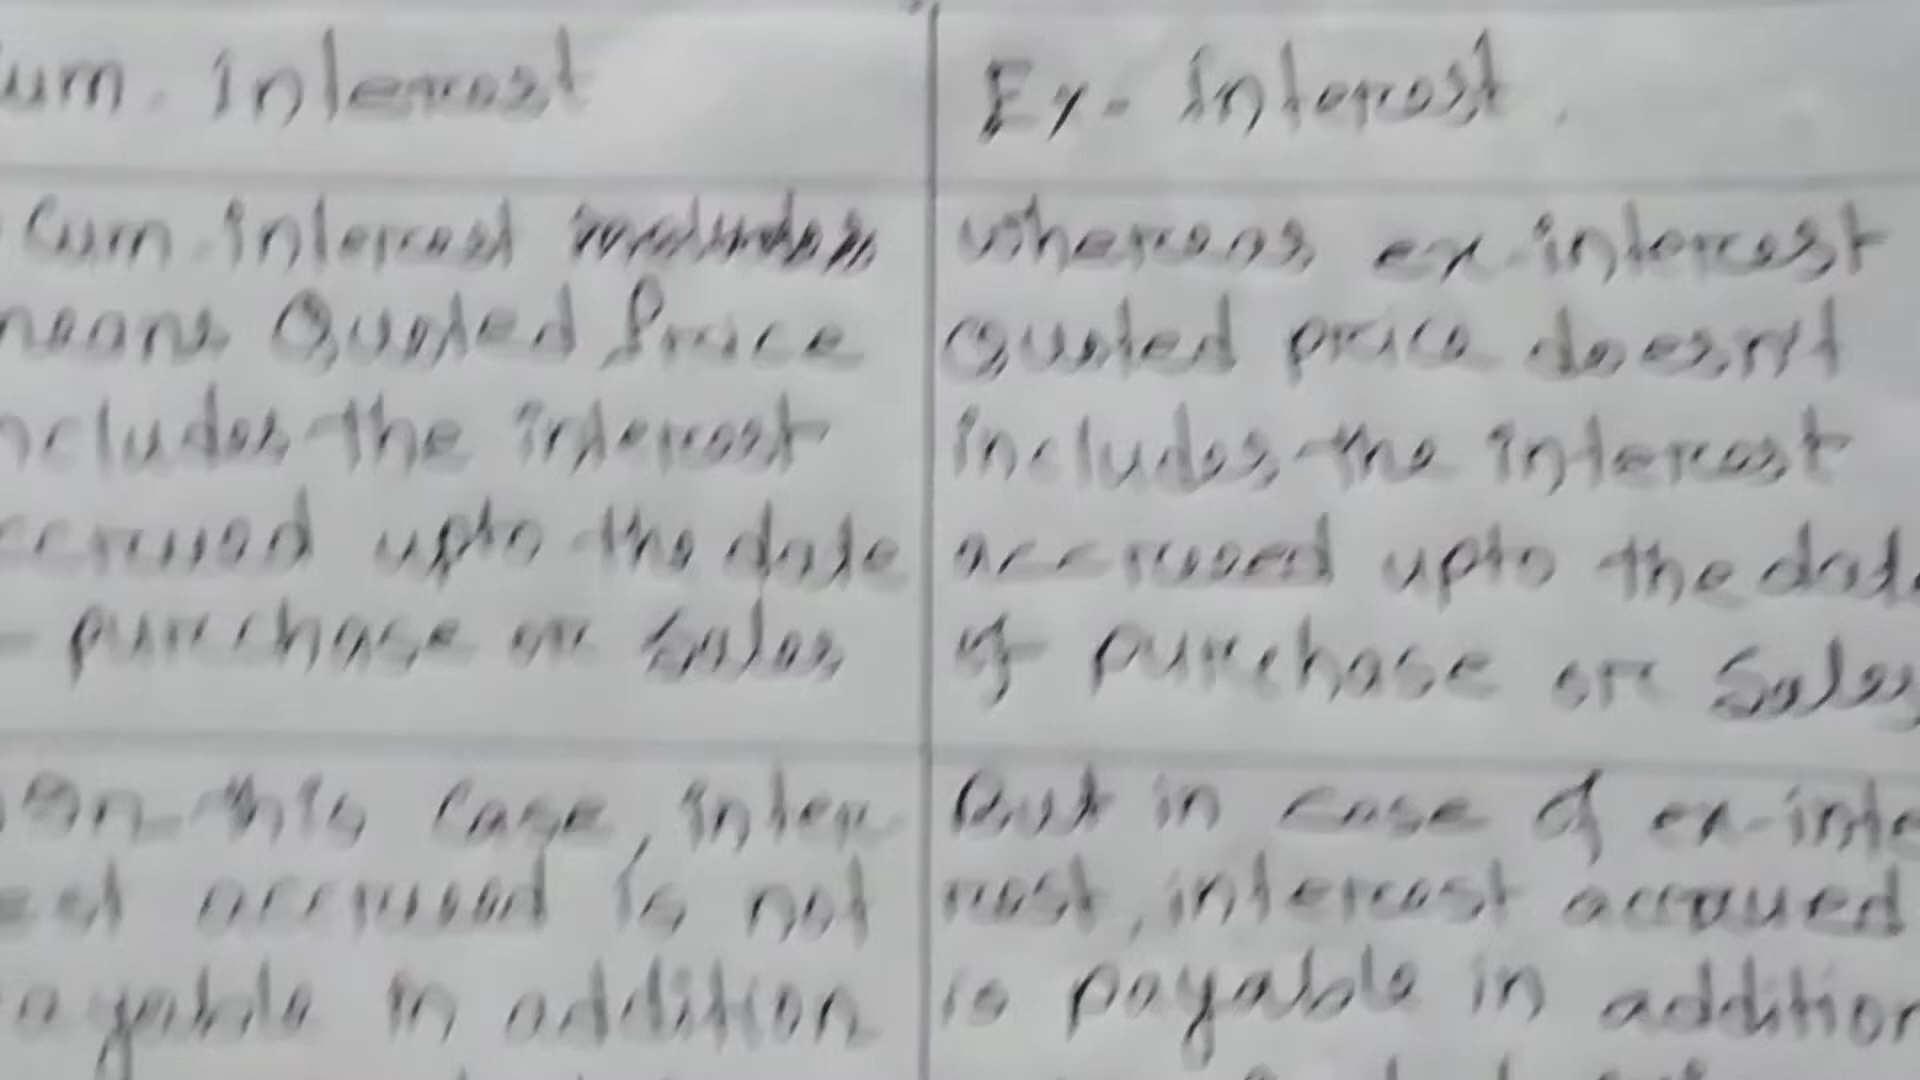 um. Interest
Ex- Interest.
Cum-interest
means Quoted Price
ncludes the interest
ccrued upto the date
purchase or Sales
whereas ex-interest
Quoted price doesn't
includes the interest
accrued upto the date
of purchase or Sales
In this case, inter
est accrued is not
ayable in addition
But in case of ex-inte
rest, interest accrued
is payable in addition